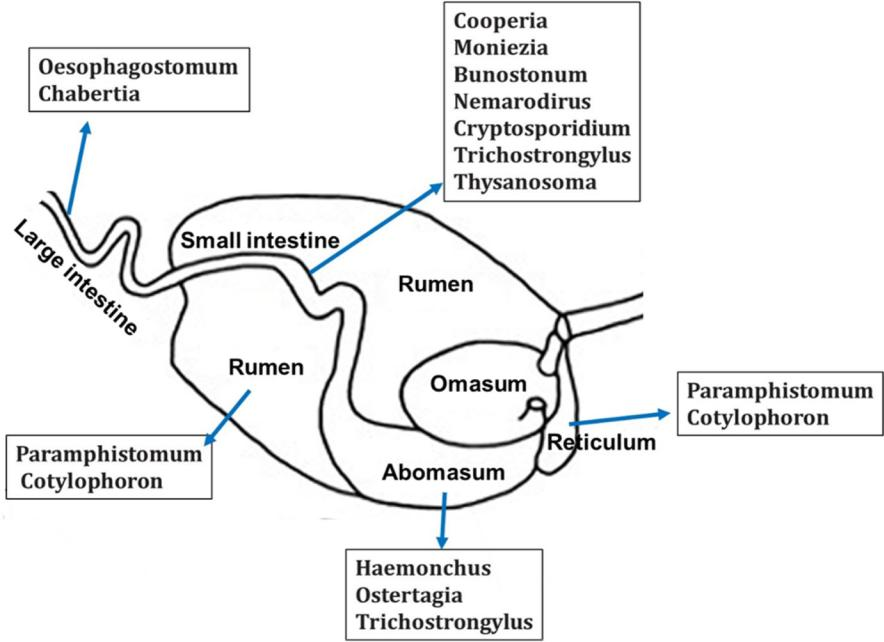 Cooperia
Moniezia
Bunostonum
Nemarodirus
Cryptosporidium
Trichostrongylus
Thysanosoma
Oesophagostomum
Chabertia
Large intestine
Small intestine
Rumen
Rumen
Omasum
Reticulum
Abomasum
Paramphistomum
Cotylophoron
Paramphistomum
Cotylophoron
Haemonchus
Ostertagia
Trichostrongylus